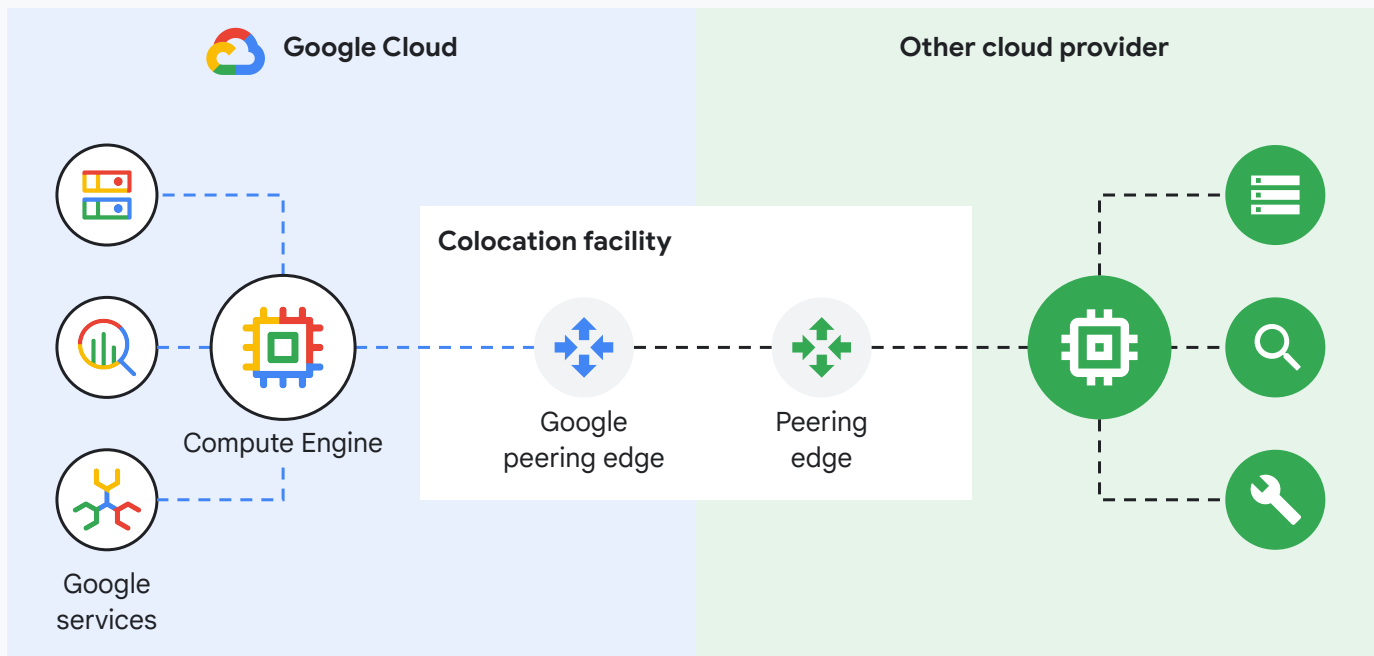 Google Cloud
Other cloud provider
Colocation facility
Google
peering edge
Peering
edge
Compute Engine
Google
services